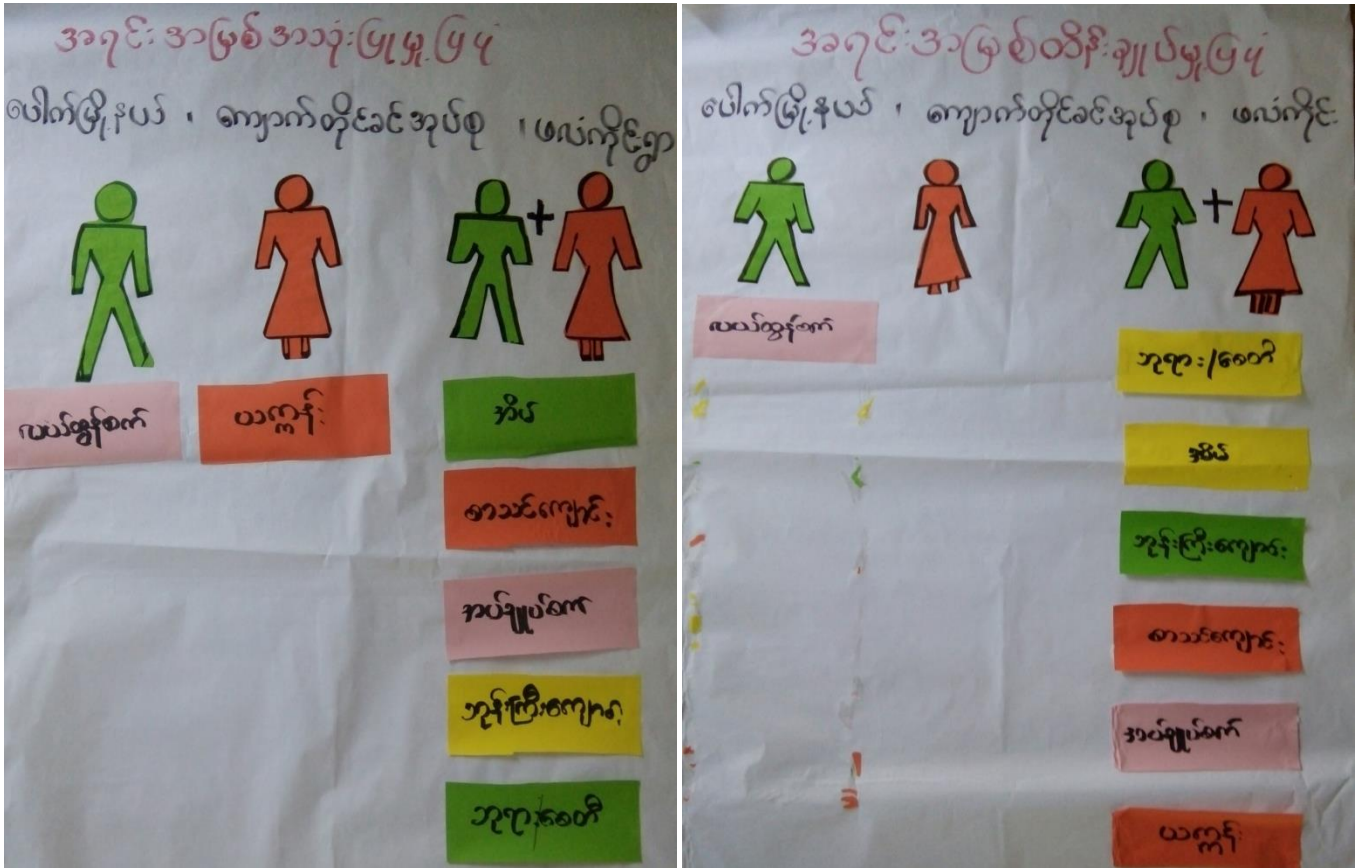 အရင်းအမြစ်အသုံးပြုမှုပြပုံ
ပေါက်မြို့နယ် ၊ ကျောက်တိုင်ခင်အုပ်စု ၊ ဖလံကိုင်းရွာ
+
လယ်ထွန်စက်
ယက္ကန်း
အိမ်
စာသင်ကျောင်း
အပ်ချုပ်စက်
ဘုန်းကြီးကျောင်း
ဘုရား/စေတီ
အရင်းအမြစ်ထိန်းချုပ်မှုပြပုံ
ပေါက်မြို့နယ် ၊ ကျောက်တိုင်ခင်အုပ်စု ၊ ဖလံကိုင်း
+
လယ်ထွန်စက်
ဘုရား/စေတီ
အိမ်
ဘုန်းကြီးကျောင်း
စာသင်ကျောင်း
အပ်ချုပ်စက်
ယက္ကန်း